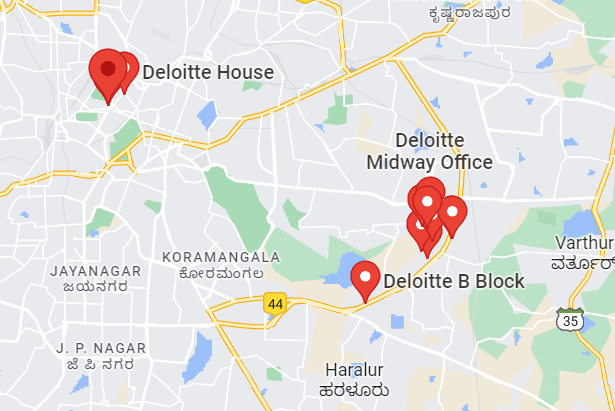 ಕೃಷ್ಣರಾಜಪುರ
Deloitte House
Deloitte
Midway Office
KORAMANGALA
ಕೋರಮಂಗಲ
Varthur
ವರ್ತೂರ್
JAYANAGAR
ಜಯನಗರ
Deloitte B Block
44
35
J. P. NAGAR
ಜೆ ಪಿ ನಗರ
Haralur
ಹರಳೂರು